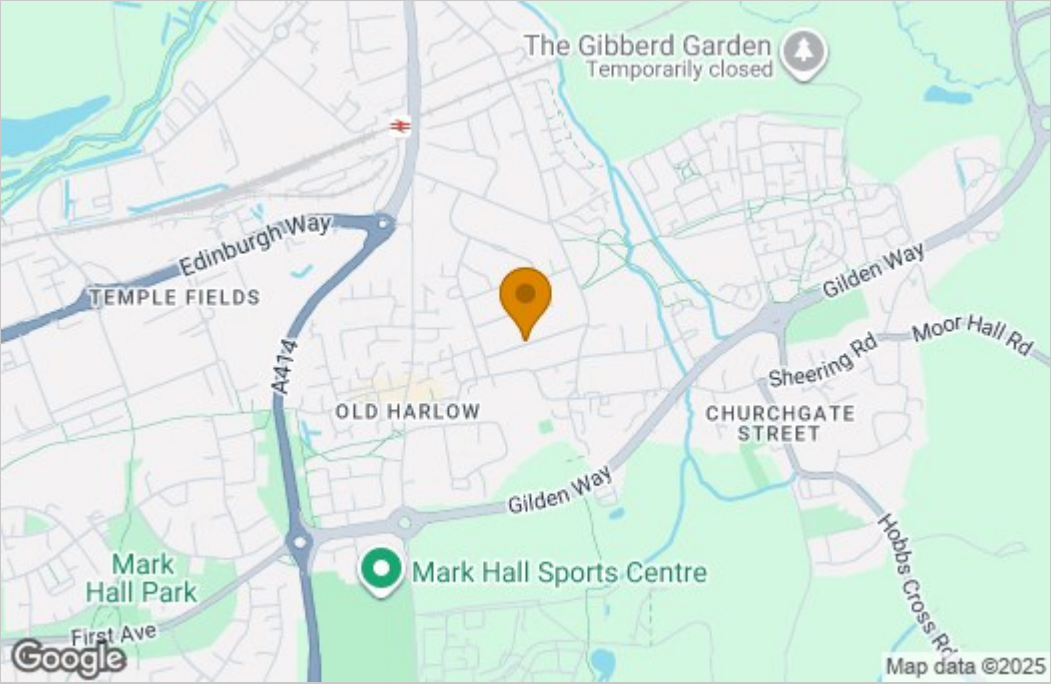 The Gibberd Garden
Temporarily closed
Edinburgh Way
TEMPLE FIELDS
Gilden Way
Moor Hall Rd
Sheering Rd
A414
OLD HARLOW
CHURCHGATE
STREET
Gilden Way
Hobbs Cross Rd
Mark
Hall Park
Mark Hall Sports Centre
First Ave
Google
Map data ©2025